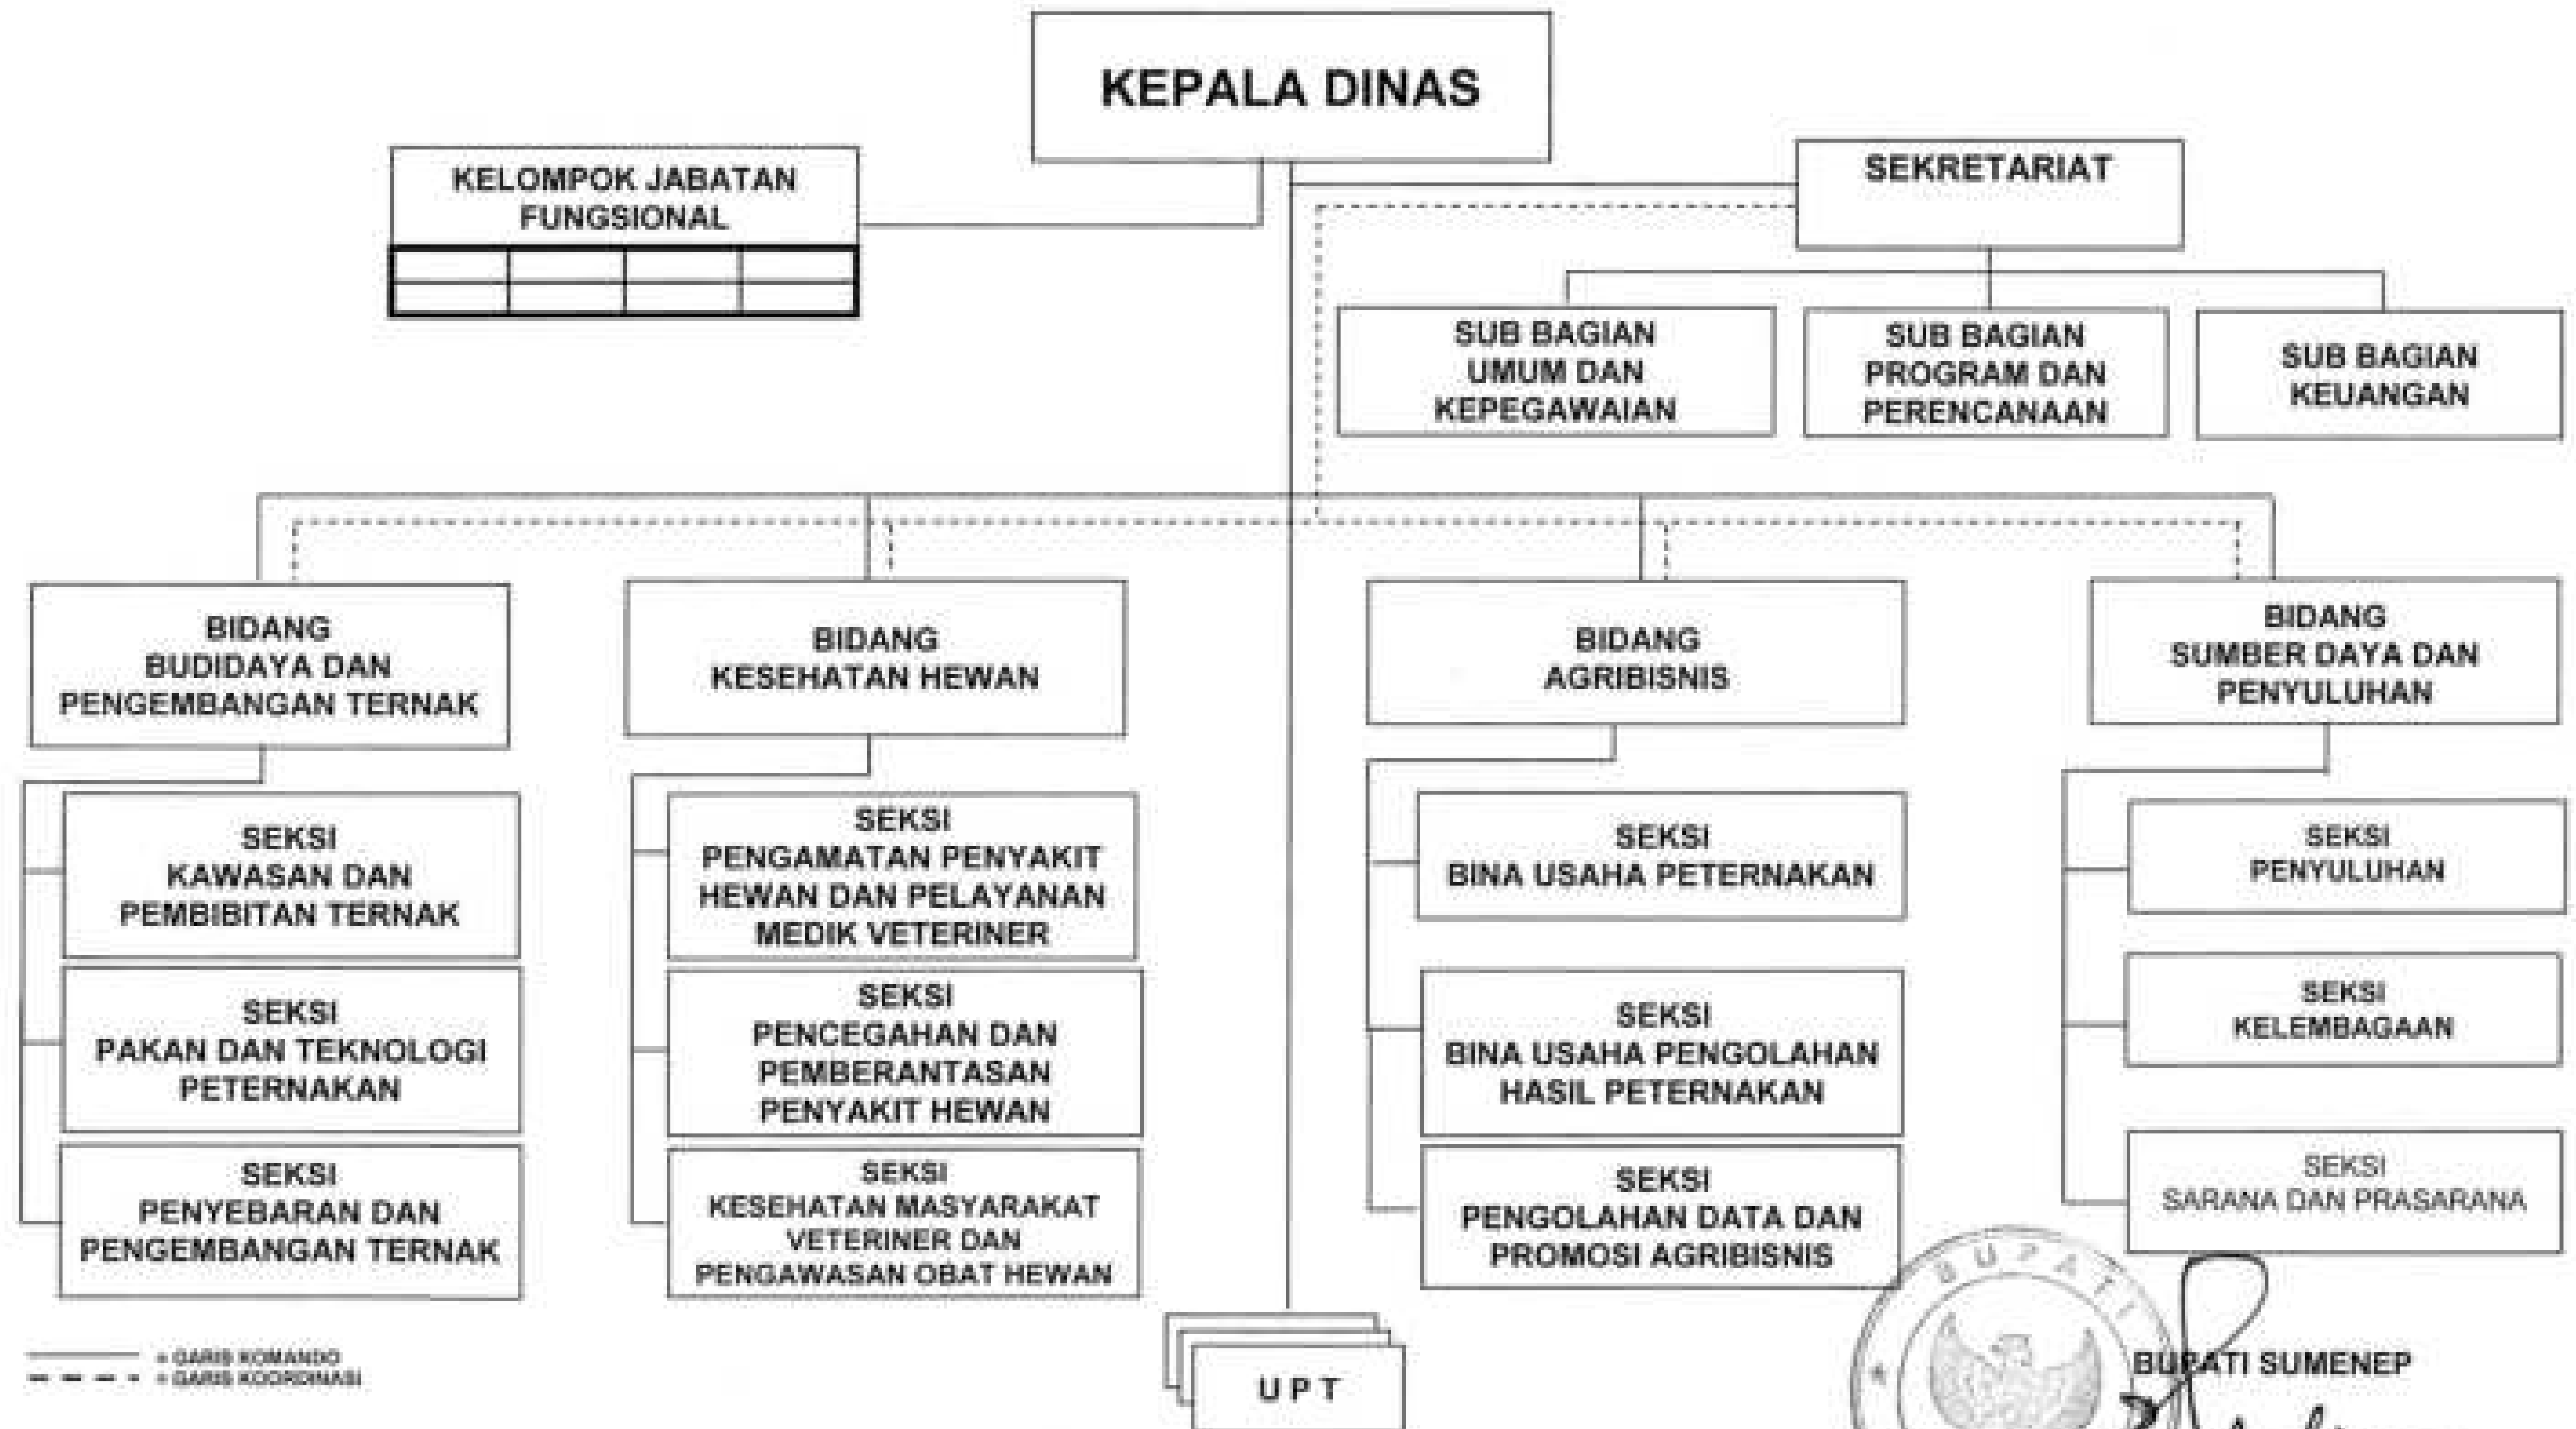 KEPALA DINAS
KELOMPOK JABATAN
FUNGSIONAL
SEKRETARIAT
SUB BAGIAN
UMUM DAN
KEPEGAWAIAN
SUB BAGIAN
PROGRAM DAN
PERENCANAAN
SUB BAGIAN
KEUANGAN
BIDANG
BUDIDAYA DAN
PENGEMBANGAN TERNAK
BIDANG
KESEHATAN HEWAN
BIDANG
AGRIBISNIS
BIDANG
SUMBER DAYA DAN
PENYULUHAN
SEKSI
KAWASAN DAN
PEMBIBITAN TERNAK
SEKSI
PAKAN DAN TEKNOLOGI
PETERNAKAN
SEKSI
PENYEBARAN DAN
PENGEMBANGAN TERNAK
SEKSI
PENGAMATAN PENYAKIT
HEWAN DAN PELAYANAN
MEDIK VETERINER
SEKSI
PENCEGAHAN DAN
PEMBERANTASAN
PENYAKIT HEWAN
SEKSI
KESEHATAN MASYARAKAT
VETERINER DAN
PENGAWASAN OBAT HEWAN
SEKSI
BINA USAHA PETERNAKAN
SEKSI
BINA USAHA PENGOLAHAN
HASIL PETERNAKAN
SEKSI
PENGOLAHAN DATA DAN
PROMOSI AGRIBISNIS
SEKSI
PENYULUHAN
SEKSI
KELEMBAGAAN
SEKSI
SARANA DAN PRASARANA
= GARIS KOMANDO
= GARIS KOORDINASI
U P T
BUPATI
BUPATI SUMENEP